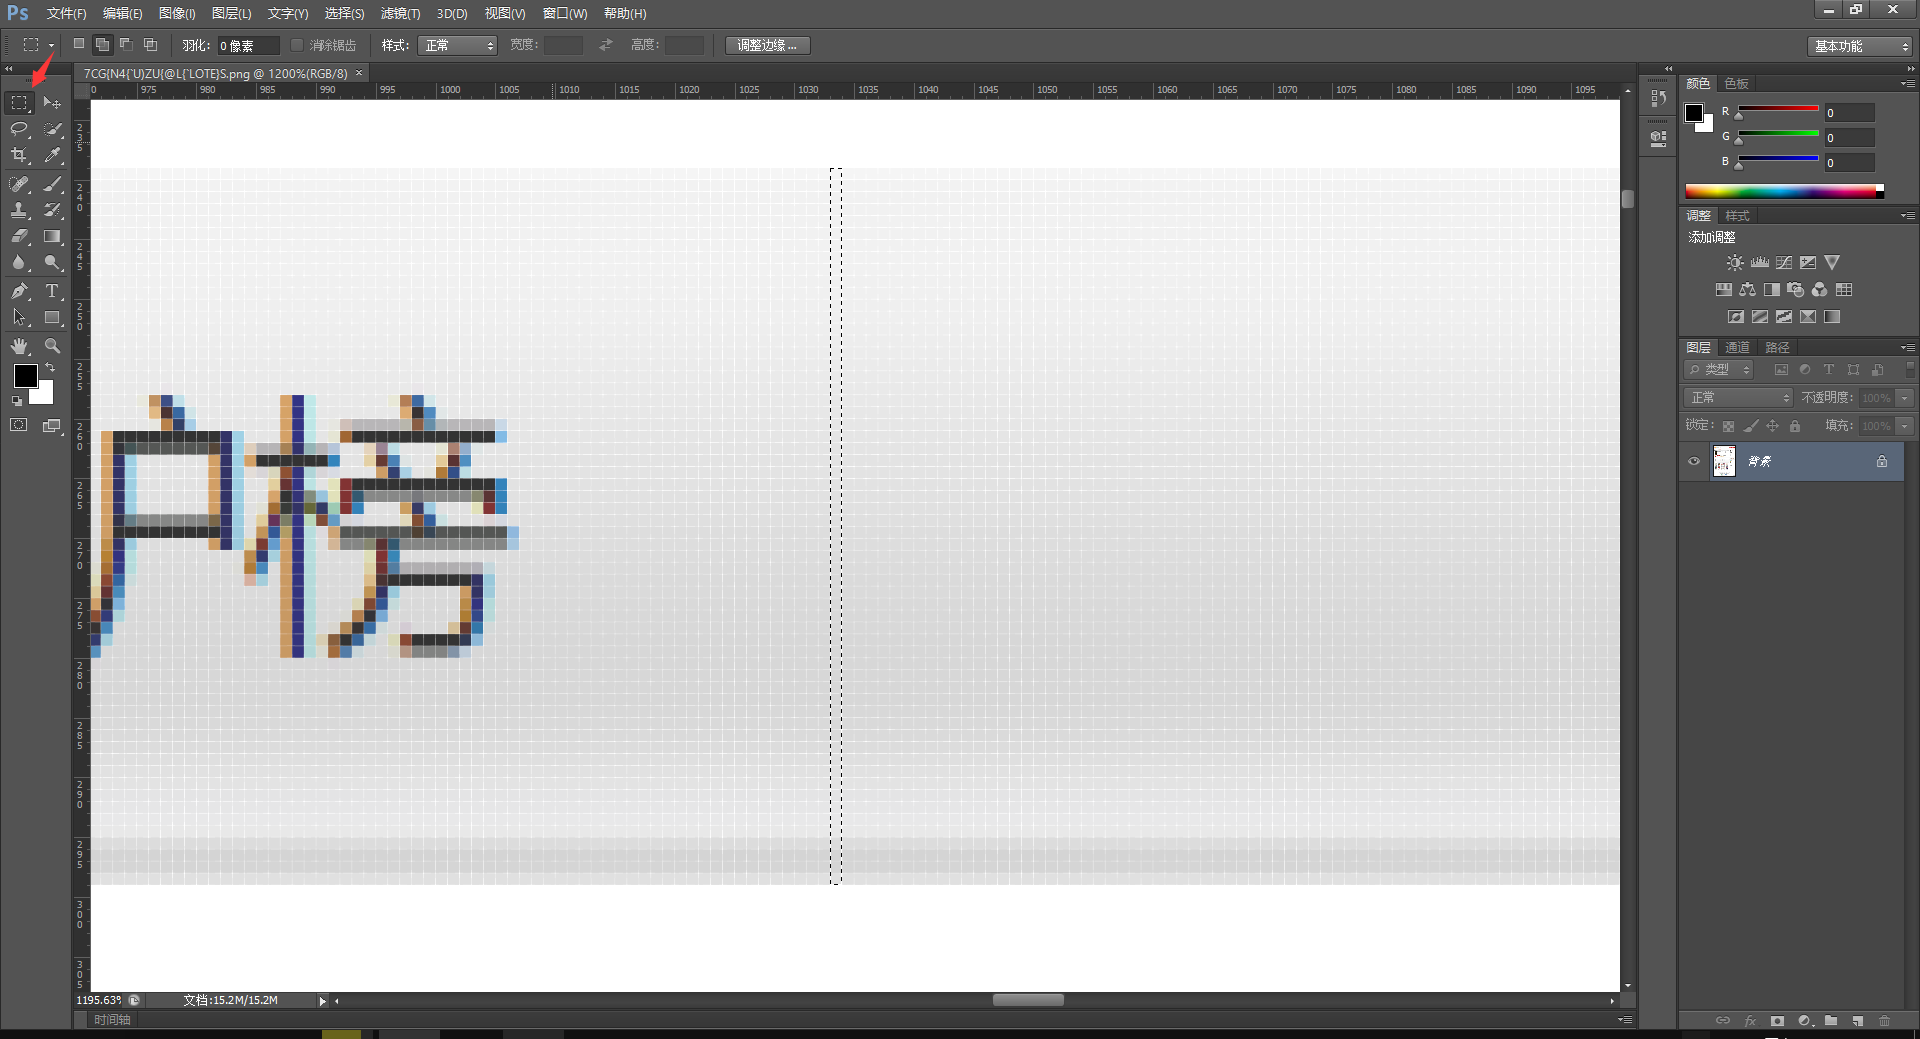 Ps 文件(F) 编辑(E) 图像(I) 图层(L) 文字(Y) 选择(S) 滤镜(T) 3D(D) 视图(V) 窗口(W) 帮助(H)
羽化: 0 像素 消除锯齿 样式: 正常 宽度: 高度: 调整边缘... 基本功能
7CG{N4{`U)ZU{@L{`LOTE}S.png @ 1200%(RGB/8) ×
0 975 980 985 990 995 1000 1005 1010 1015 1020 1025 1030 1035 1040 1045 1050 1055 1060 1065 1070 1075 1080 1085 1090 1095
235
240
245
250
255
260
265
270
275
280
285
290
295
300
305
户榜
颜色 色板
R 0
G 0
B 0
调整 样式
添加调整
图层 通道 路径
类型
正常 不透明度: 100%
锁定: 填充: 100%
背景
1195.63% 文档:15.2M/15.2M
时间轴